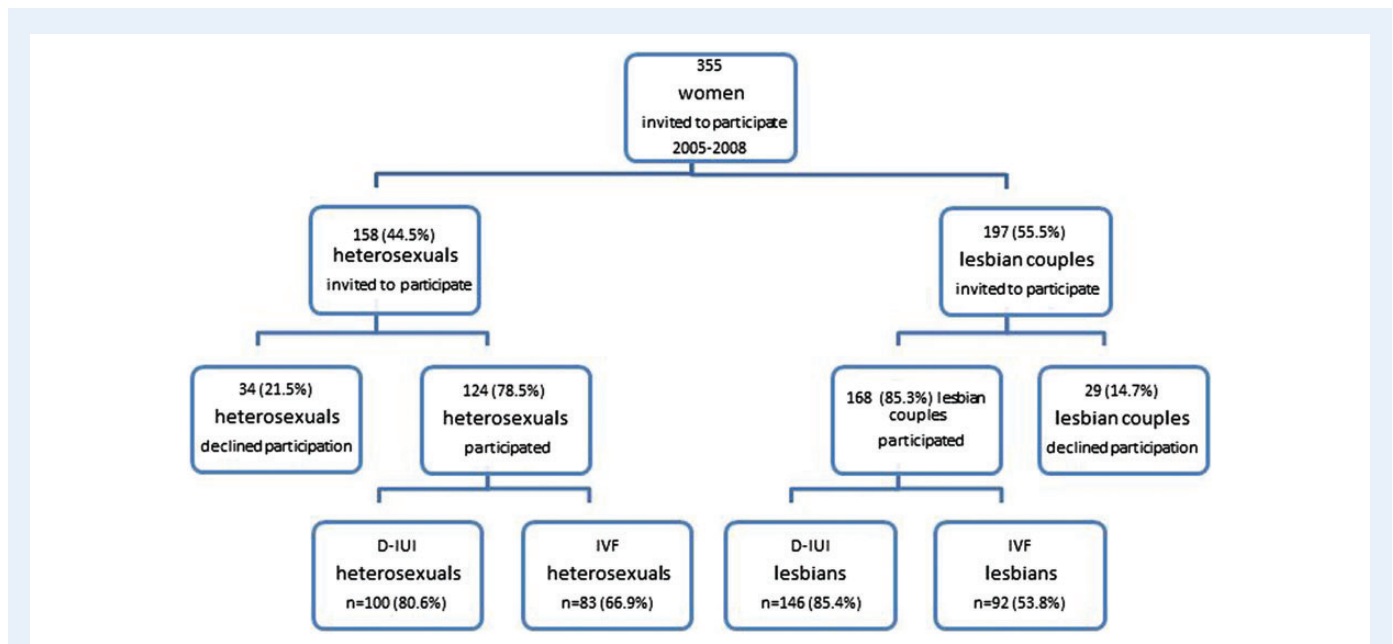 355
women
invited to participate
2005-2008
158 (44.5%)
heterosexuals
invited to participate
197 (55.5%)
lesbian couples
invited to participate
34 (21.5%)
heterosexuals
declined participation
124 (78.5%)
heterosexuals
participated
168 (85.3%) lesbian
couples
participated
29 (14.7%)
lesbian couples
declined participation
D-IUI
heterosexuals
n=100 (80.6%)
IVF
heterosexuals
n=83 (66.9%)
D-IUI
lesbians
n=146 (85.4%)
IVF
lesbians
n=92 (53.8%)